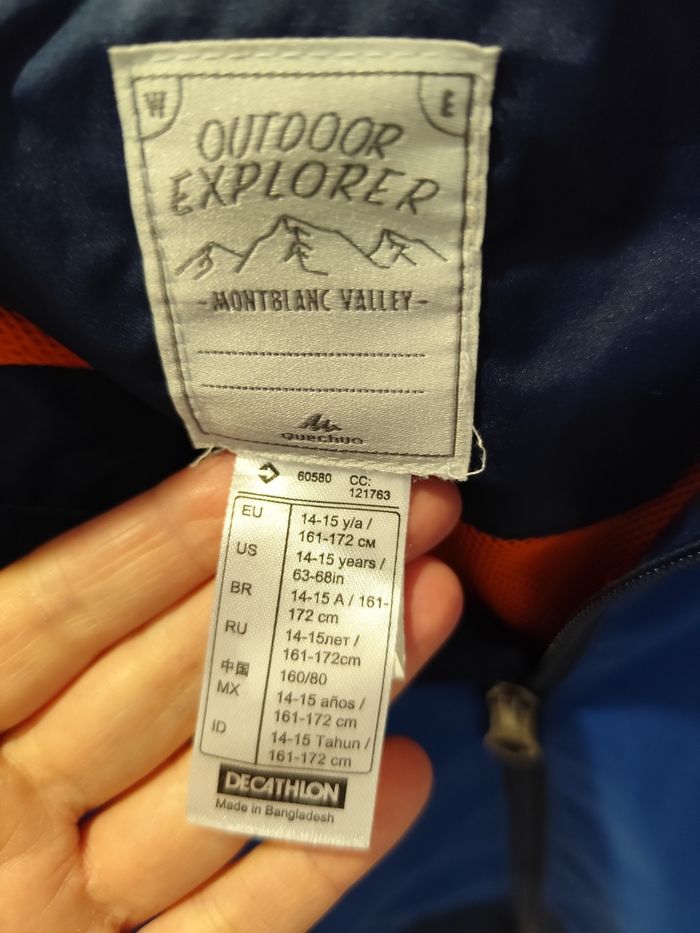 W E
OUTDOOR
EXPLORER
-MONTBLANC VALLEY-
Quechua
60580 CC:
121763
EU 14-15 y/a /
161-172 см
US 14-15 years /
63-68in
BR 14-15 A / 161-
172 cm
RU 14-15лет /
161-172cm
中国 160/80
MX 14-15 años /
161-172 cm
ID 14-15 Tahun /
161-172 cm
DECATHLON
Made in Bangladesh